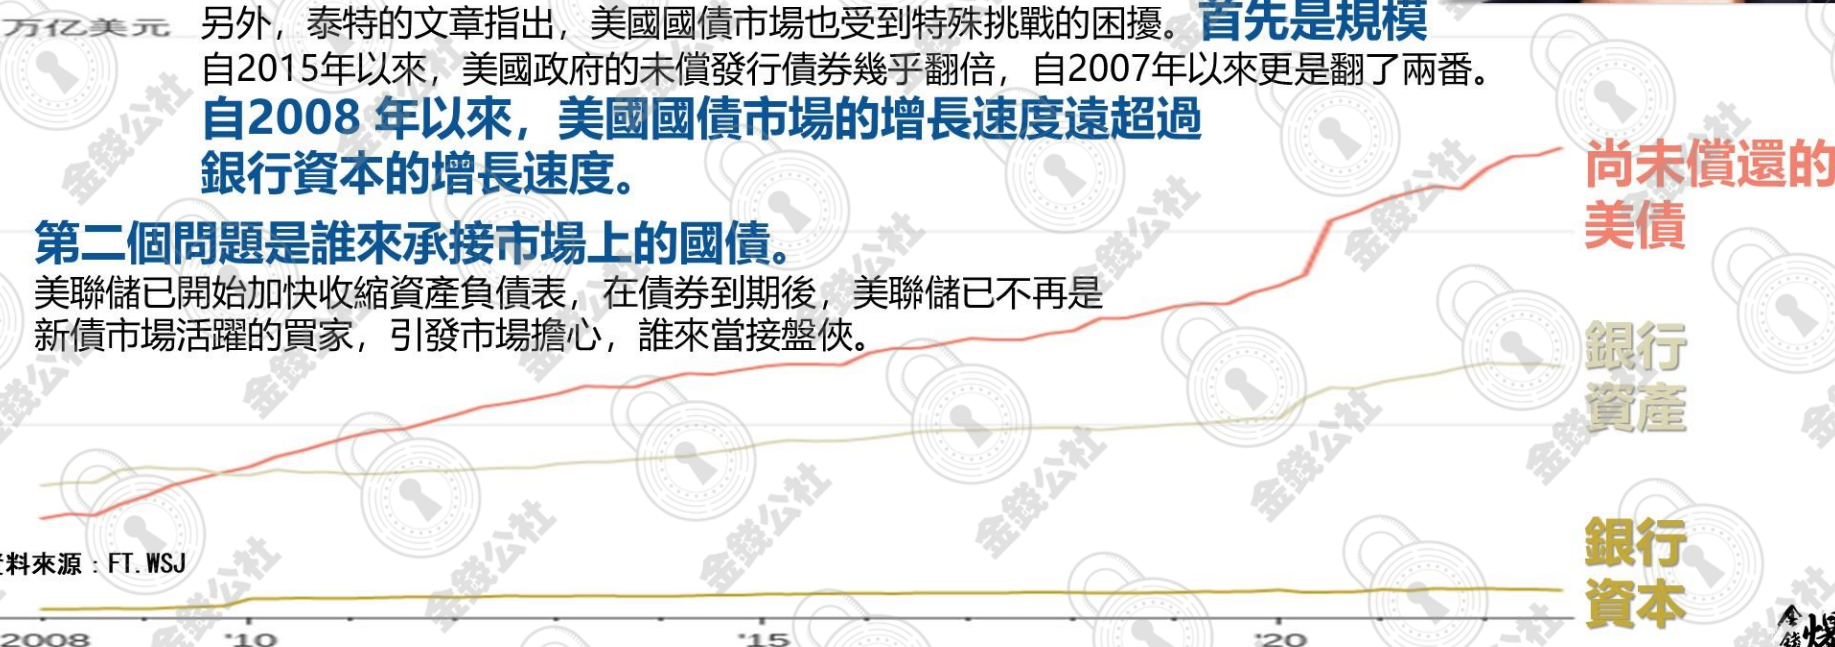 万亿美元
另外，泰特的文章指出，美國國債市場也受到特殊挑戰的困擾。首先是規模
自2015年以來，美國政府的未償發行債券幾乎翻倍，自2007年以來更是翻了兩番。
自2008 年以來，美國國債市場的增長速度遠超過
銀行資本的增長速度。
第二個問題是誰來承接市場上的國債。
美聯儲已開始加快收縮資產負債表，在債券到期後，美聯儲已不再是
新債市場活躍的買家，引發市場擔心，誰來當接盤俠。
尚未償還的
美債
銀行
資產
銀行
資本
料來源：FT.WSJ
2008 '10 '15 '20
金錢
金錢公社